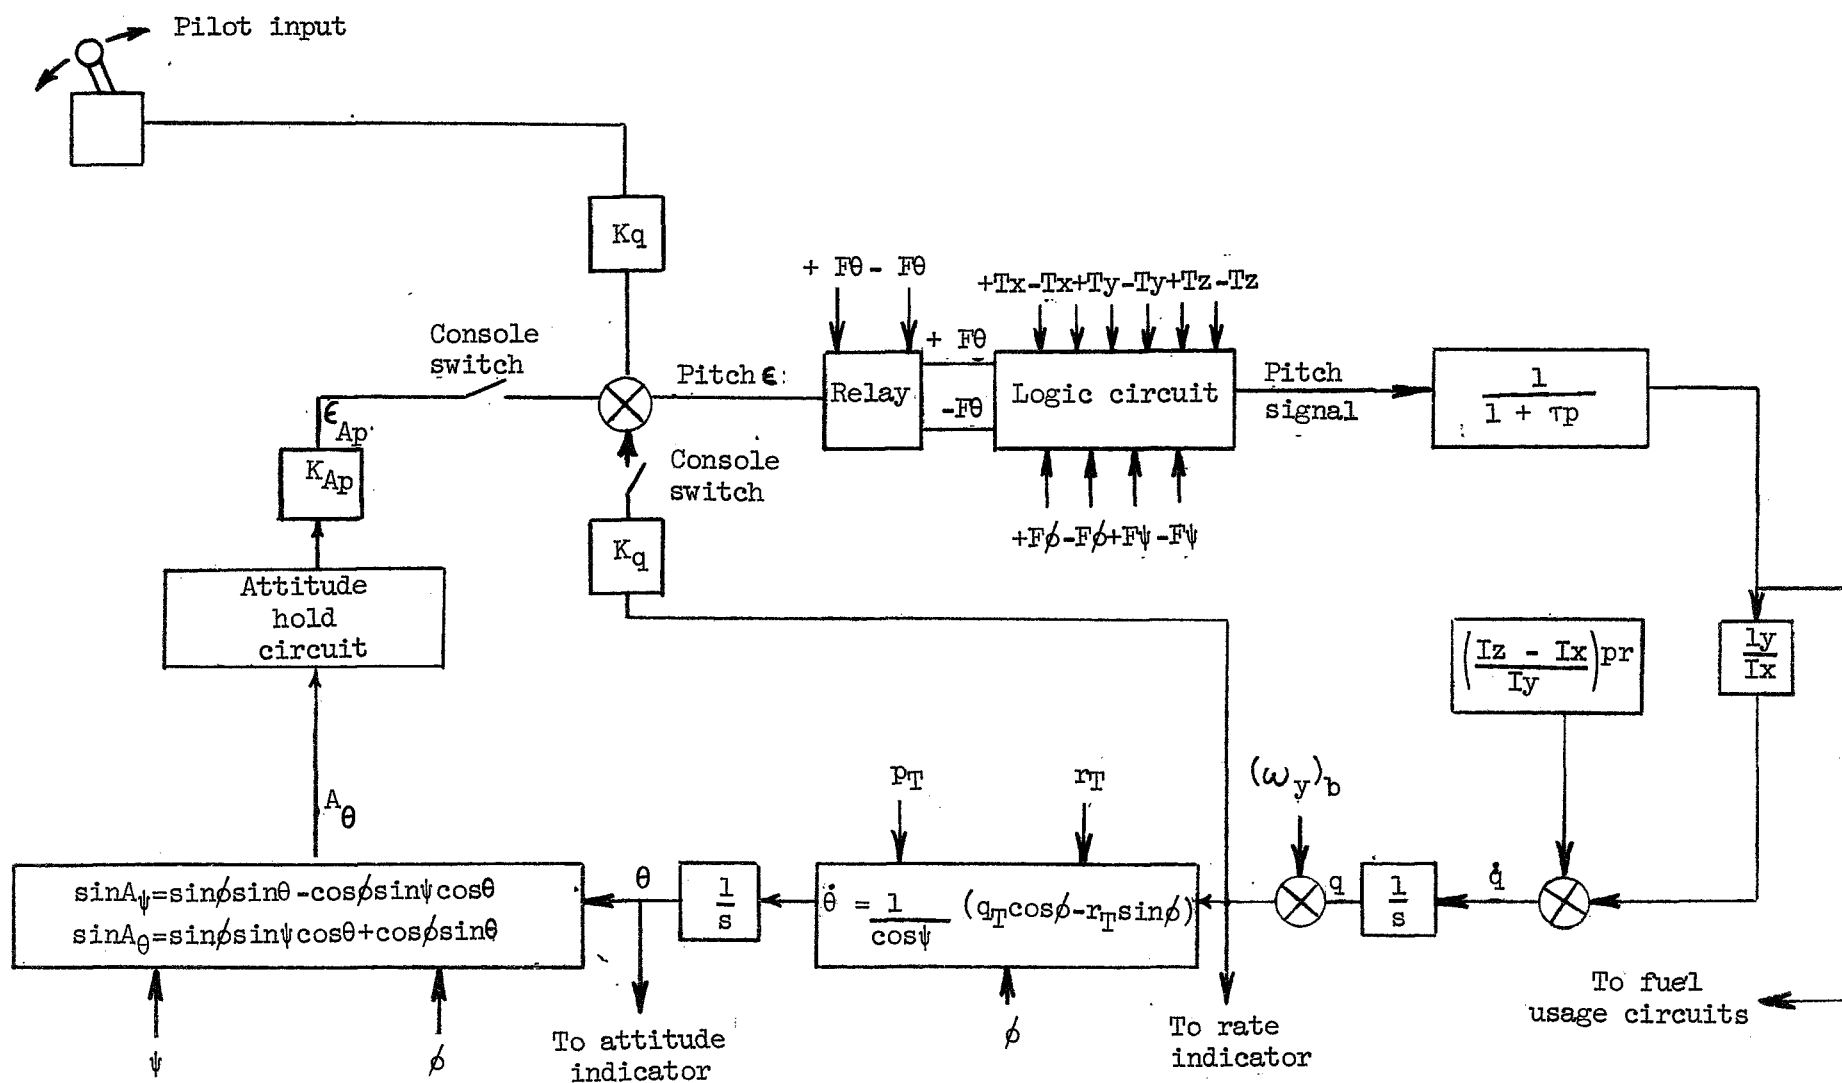 Pilot input
Kq
+ Fθ - Fθ
+Tx-Tx+Ty-Ty+Tz-Tz
Console
switch
Pitch ϵ
Relay
+ Fθ
-Fθ
Logic circuit
Pitch
signal
1
1 + τp
ϵAp
KAp
Console
switch
Kq
+Fϕ-Fϕ+Fψ-Fψ
Attitude
hold
circuit
(Iz - Ix / Iy)pr
ly
Ix
Aθ
pT
rT
(ωy)b
sinAψ=sinϕsinθ-cosϕsinψcosθ
sinAθ=sinϕsinψcosθ+cosϕsinθ
θ
1
s
θ̇ = 1/cosψ (qTcosϕ-rTsinϕ)
q
1
s
q̇
ψ
ϕ
To attitude
indicator
ϕ
To rate
indicator
To fuel
usage circuits